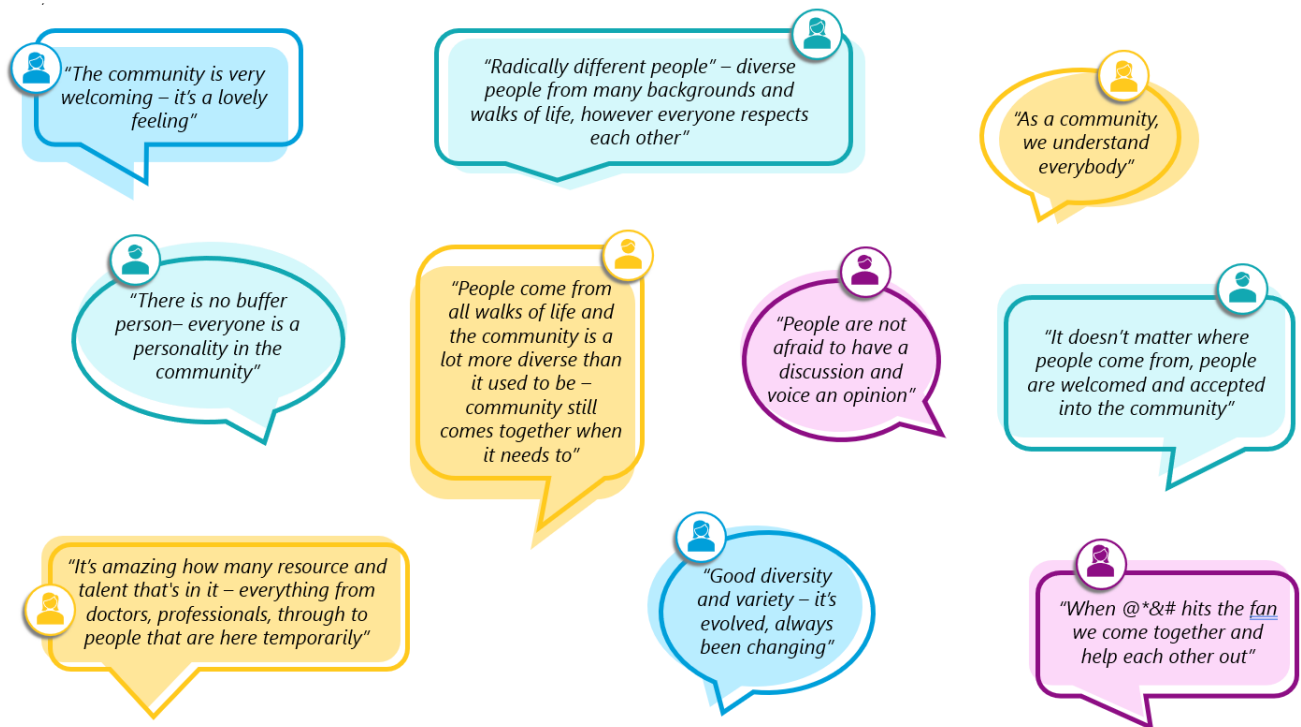 “The community is very
welcoming – it’s a lovely
feeling”
“Radically different people” – diverse
people from many backgrounds and
walks of life, however everyone respects
each other”
“As a community,
we understand
everybody”
“There is no buffer
person– everyone is a
personality in the
community”
“People come from
all walks of life and
the community is a
lot more diverse than
it used to be –
community still
comes together when
it needs to”
“People are not
afraid to have a
discussion and
voice an opinion”
“It doesn’t matter where
people come from, people
are welcomed and accepted
into the community”
“It’s amazing how many resource and
talent that's in it – everything from
doctors, professionals, through to
people that are here temporarily”
“Good diversity
and variety – it’s
evolved, always
been changing”
“When @*&# hits the fan
we come together and
help each other out”